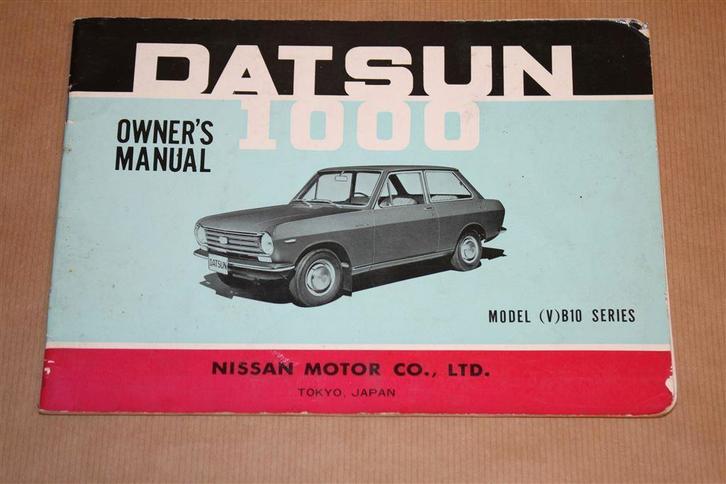 DATSUN
1000
OWNER'S
MANUAL
DATSUN
MODEL (V)B10 SERIES
NISSAN MOTOR CO., LTD.
TOKYO, JAPAN